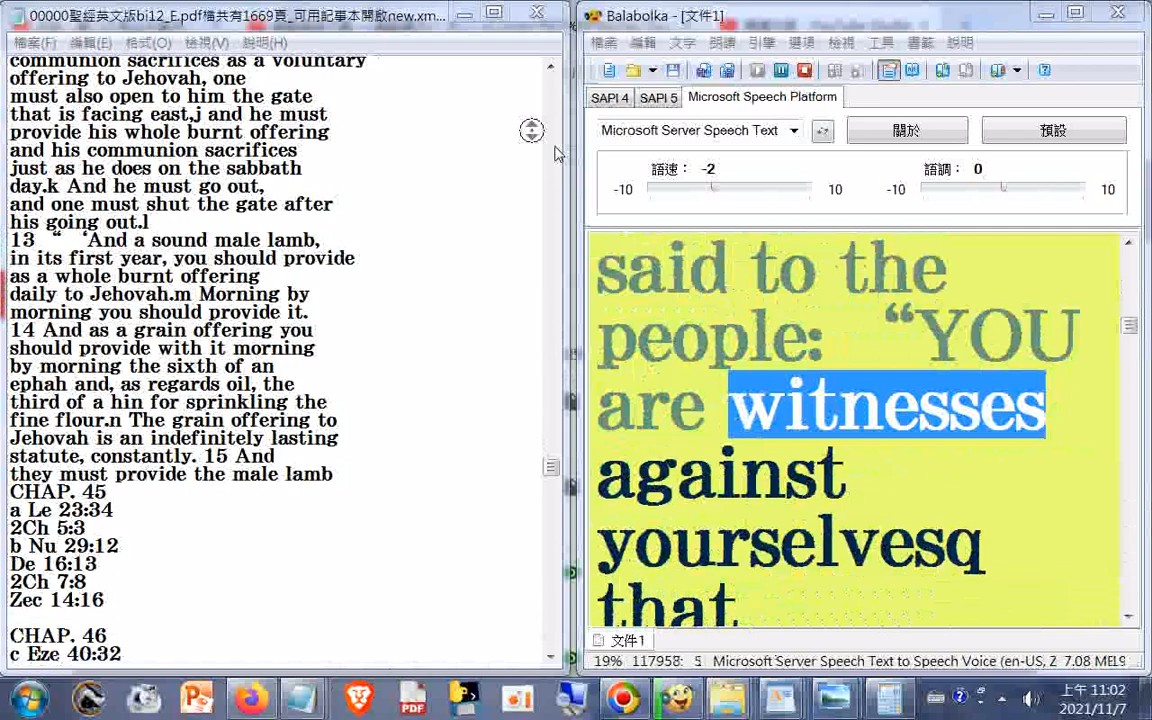 00000聖經英文版bi12_E.pdf檔共有1669頁_可用記事本開啟new.xm...
檔案(F) 編輯(E) 格式(O) 檢視(V) 說明(H)
communion sacrifices as a voluntary
offering to Jehovah, one
must also open to him the gate
that is facing east,j and he must
provide his whole burnt offering
and his communion sacrifices
just as he does on the sabbath
day.k And he must go out,
and one must shut the gate after
his going out.l
13 “ ‘And a sound male lamb,
in its first year, you should provide
as a whole burnt offering
daily to Jehovah.m Morning by
morning you should provide it.
14 And as a grain offering you
should provide with it morning
by morning the sixth of an
ephah and, as regards oil, the
third of a hin for sprinkling the
fine flour.n The grain offering to
Jehovah is an indefinitely lasting
statute, constantly. 15 And
they must provide the male lamb
CHAP. 45
a Le 23:34
2Ch 5:3
b Nu 29:12
De 16:13
2Ch 7:8
Zec 14:16
CHAP. 46
c Eze 40:32
Balabolka - [文件1]
檔案 編輯 文字 朗讀 引擎 選項 檢視 工具 書籤 說明
SAPI 4 SAPI 5 Microsoft Speech Platform
Microsoft Server Speech Text 關於 預設
語速： -2 語調： 0
-10 10 -10 10
said to the
people: “YOU
are witnesses
against
yourselvesq
that
文件1
19% 117958: 5 Microsoft Server Speech Text to Speech Voice (en-US, Z 7.08 ME
PDF
上午 11:02
2021/11/7